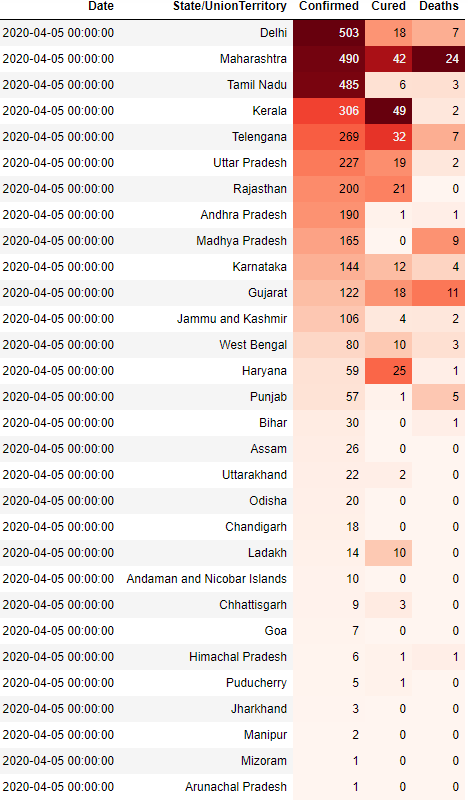 Date State/UnionTerritory Confirmed Cured Deaths
2020-04-05 00:00:00 Delhi 503 18 7
2020-04-05 00:00:00 Maharashtra 490 42 24
2020-04-05 00:00:00 Tamil Nadu 485 6 3
2020-04-05 00:00:00 Kerala 306 49 2
2020-04-05 00:00:00 Telengana 269 32 7
2020-04-05 00:00:00 Uttar Pradesh 227 19 2
2020-04-05 00:00:00 Rajasthan 200 21 0
2020-04-05 00:00:00 Andhra Pradesh 190 1 1
2020-04-05 00:00:00 Madhya Pradesh 165 0 9
2020-04-05 00:00:00 Karnataka 144 12 4
2020-04-05 00:00:00 Gujarat 122 18 11
2020-04-05 00:00:00 Jammu and Kashmir 106 4 2
2020-04-05 00:00:00 West Bengal 80 10 3
2020-04-05 00:00:00 Haryana 59 25 1
2020-04-05 00:00:00 Punjab 57 1 5
2020-04-05 00:00:00 Bihar 30 0 1
2020-04-05 00:00:00 Assam 26 0 0
2020-04-05 00:00:00 Uttarakhand 22 2 0
2020-04-05 00:00:00 Odisha 20 0 0
2020-04-05 00:00:00 Chandigarh 18 0 0
2020-04-05 00:00:00 Ladakh 14 10 0
2020-04-05 00:00:00 Andaman and Nicobar Islands 10 0 0
2020-04-05 00:00:00 Chhattisgarh 9 3 0
2020-04-05 00:00:00 Goa 7 0 0
2020-04-05 00:00:00 Himachal Pradesh 6 1 1
2020-04-05 00:00:00 Puducherry 5 1 0
2020-04-05 00:00:00 Jharkhand 3 0 0
2020-04-05 00:00:00 Manipur 2 0 0
2020-04-05 00:00:00 Mizoram 1 0 0
2020-04-05 00:00:00 Arunachal Pradesh 1 0 0